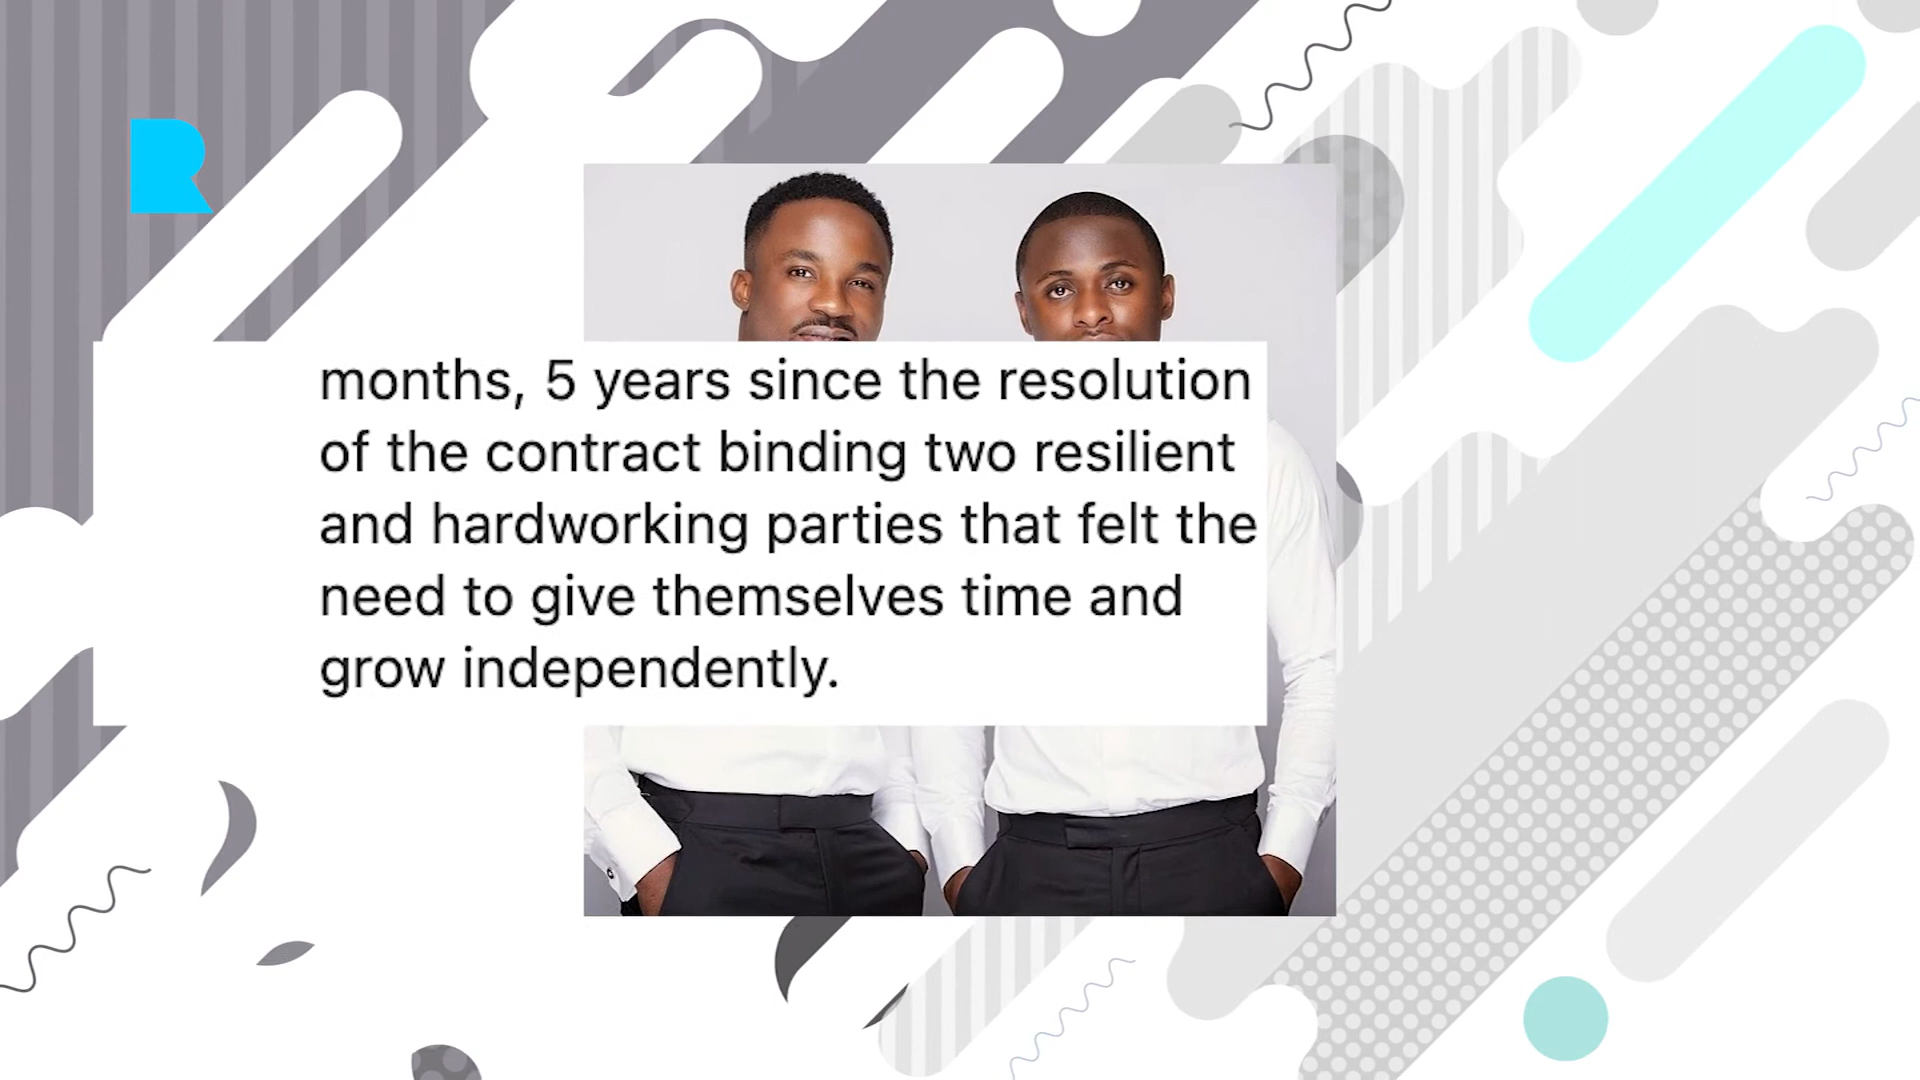 R
months, 5 years since the resolution
of the contract binding two resilient
and hardworking parties that felt the
need to give themselves time and
grow independently.